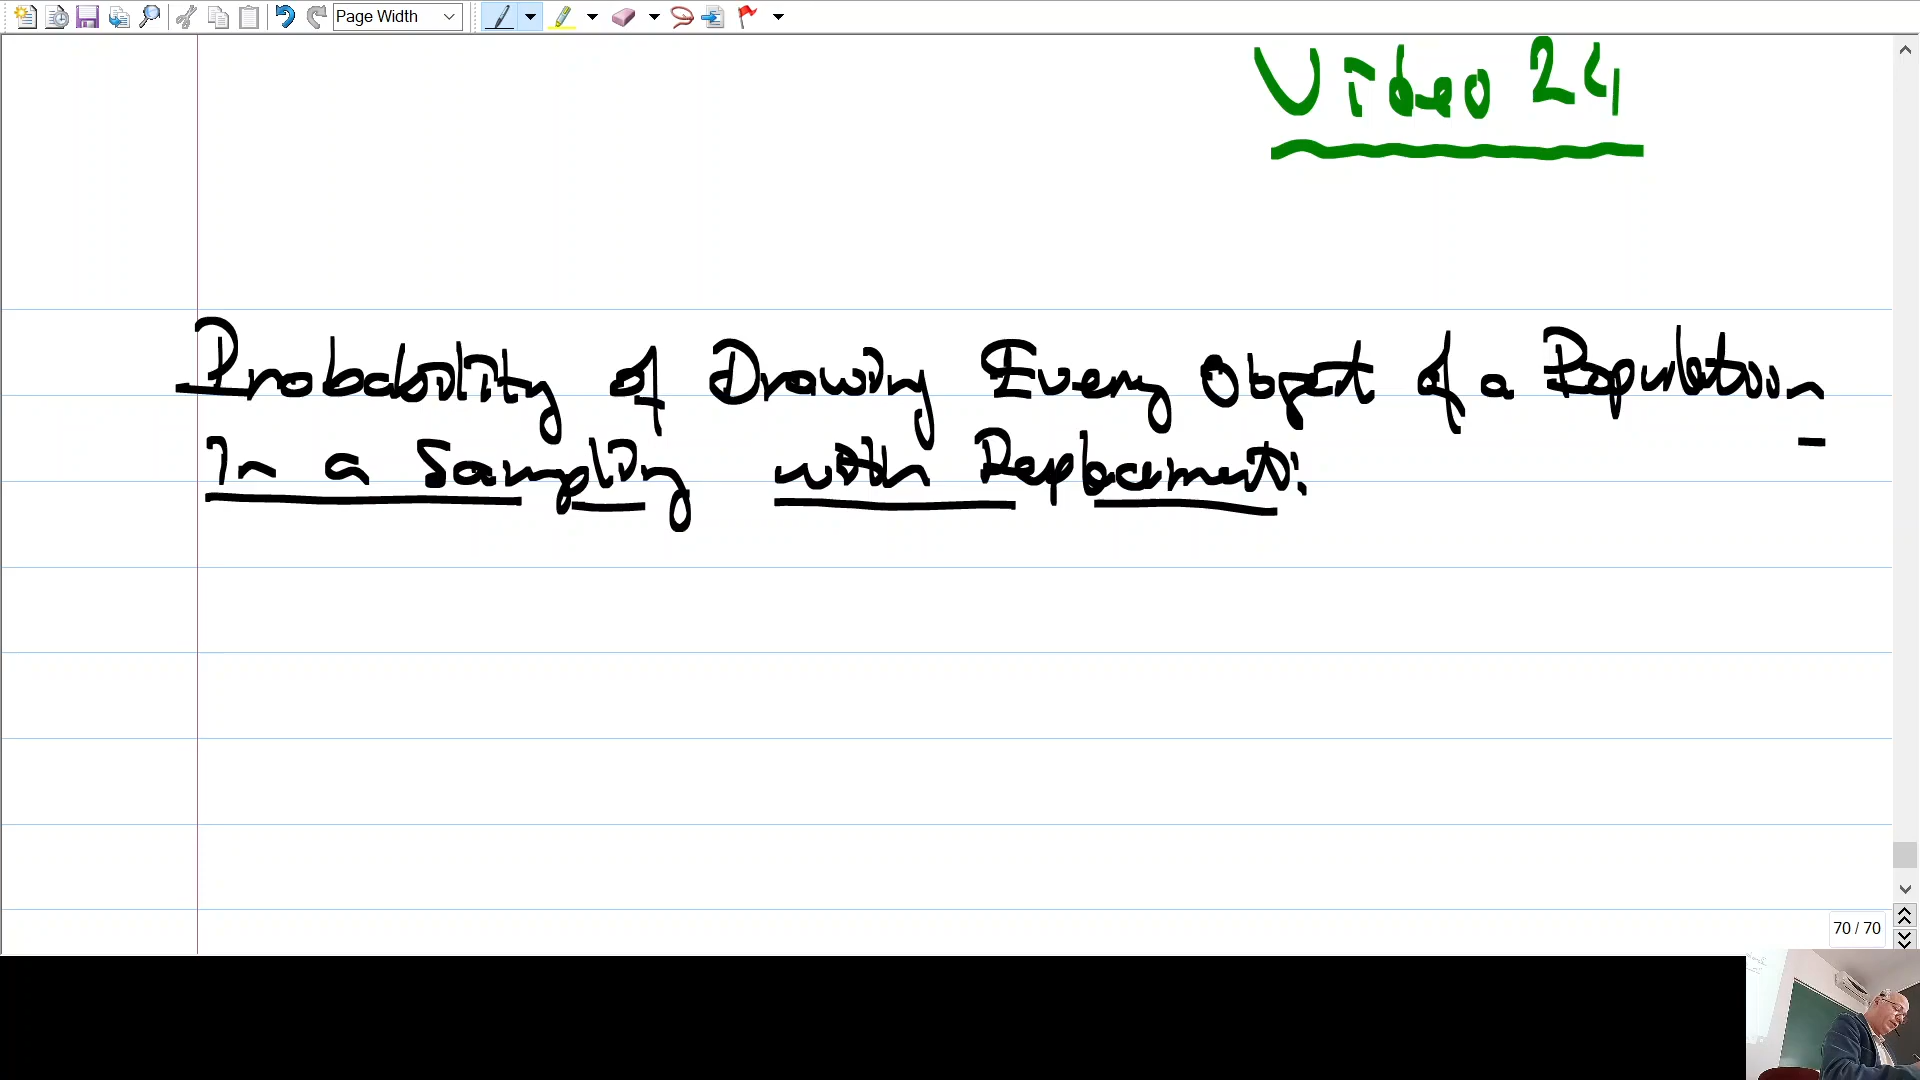 Page Width
Video 24
Probability of Drawing Every Object of a Population
in a Sampling with Replacement:
70 / 70